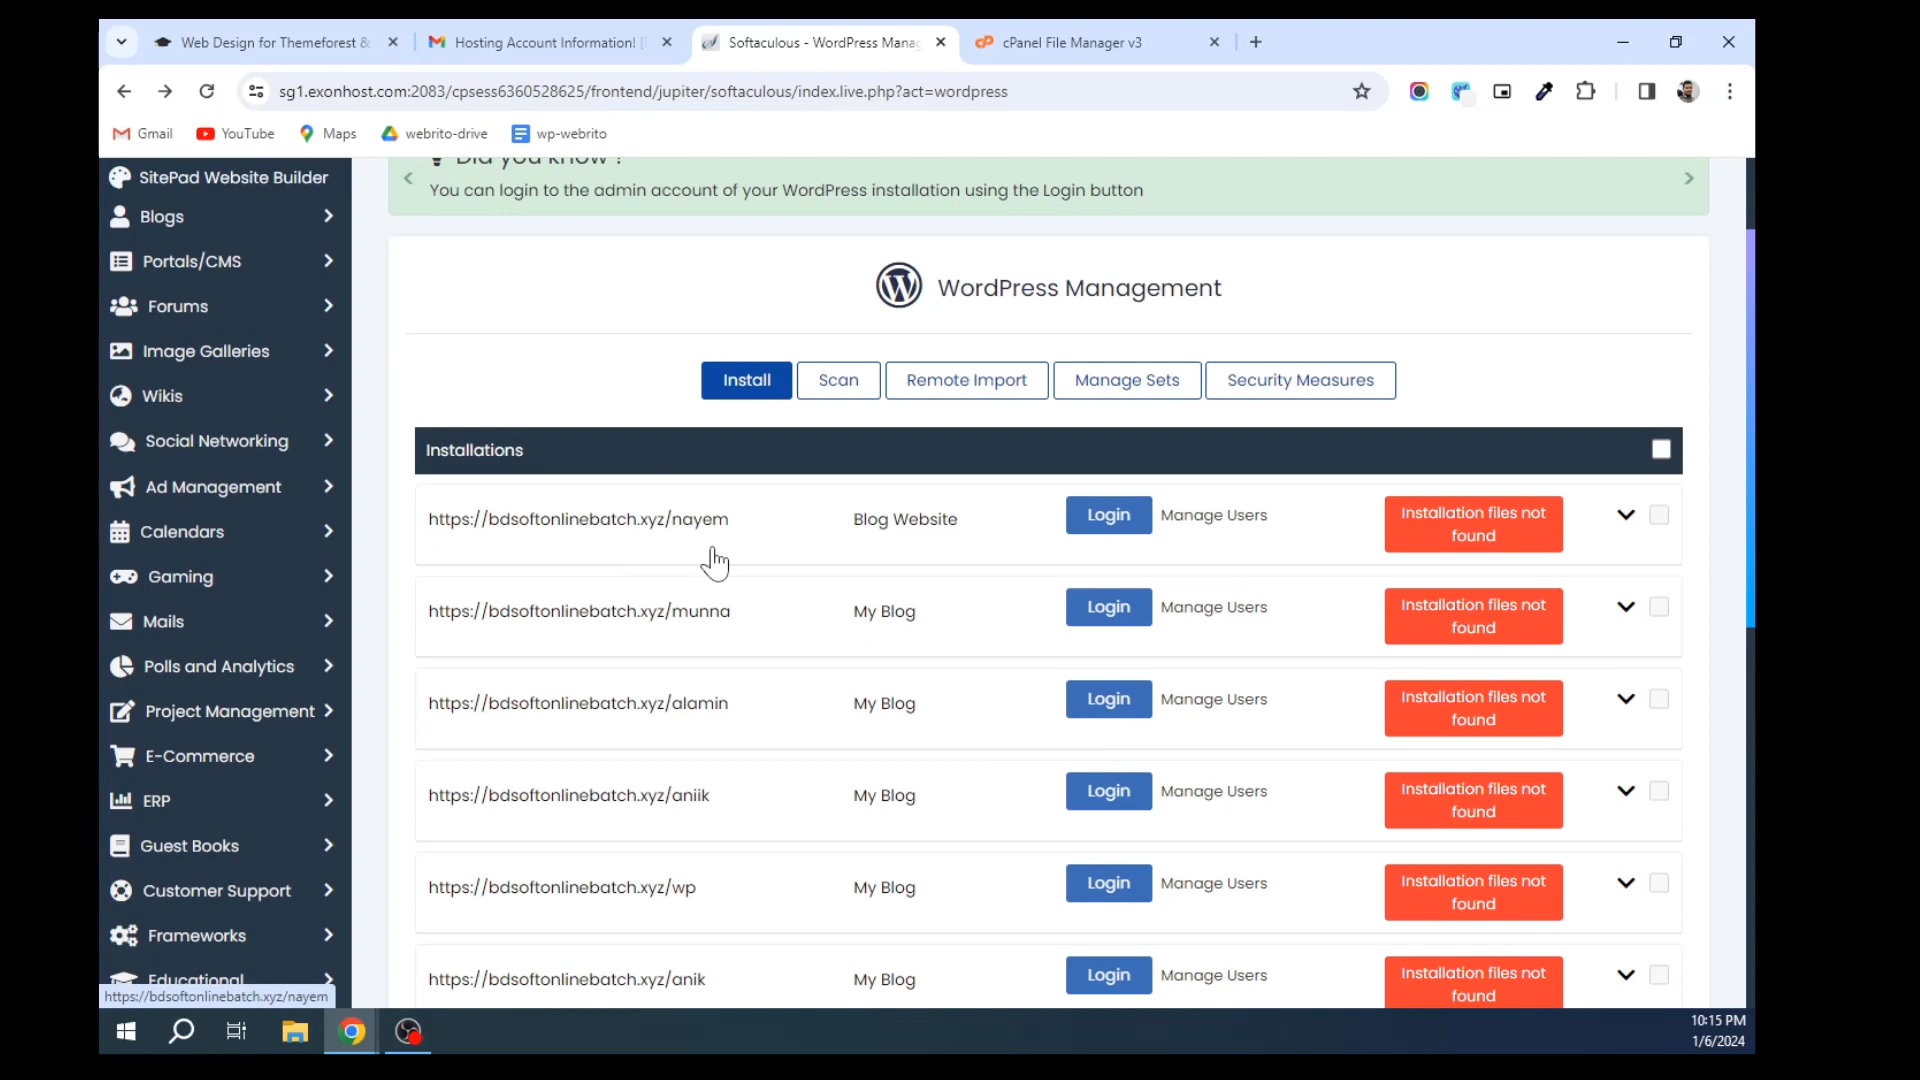 Web Design for Themeforest &
Hosting Account Information! [
Softaculous - WordPress Manag
cPanel File Manager v3
sg1.exonhost.com:2083/cpsess6360528625/frontend/jupiter/softaculous/index.live.php?act=wordpress
Gmail
YouTube
Maps
webrito-drive
wp-webrito
SitePad Website Builder
Blogs
Portals/CMS
Forums
Image Galleries
Wikis
Social Networking
Ad Management
Calendars
Gaming
Mails
Polls and Analytics
Project Management
E-Commerce
ERP
Guest Books
Customer Support
Frameworks
Educational
https://bdsoftonlinebatch.xyz/nayem
Did you know ?
You can login to the admin account of your WordPress installation using the Login button
WordPress Management
Install
Scan
Remote Import
Manage Sets
Security Measures
Installations
https://bdsoftonlinebatch.xyz/nayem
Blog Website
Login
Manage Users
Installation files not
found
https://bdsoftonlinebatch.xyz/munna
My Blog
Login
Manage Users
Installation files not
found
https://bdsoftonlinebatch.xyz/alamin
My Blog
Login
Manage Users
Installation files not
found
https://bdsoftonlinebatch.xyz/aniik
My Blog
Login
Manage Users
Installation files not
found
https://bdsoftonlinebatch.xyz/wp
My Blog
Login
Manage Users
Installation files not
found
https://bdsoftonlinebatch.xyz/anik
My Blog
Login
Manage Users
Installation files not
found
10:15 PM
1/6/2024